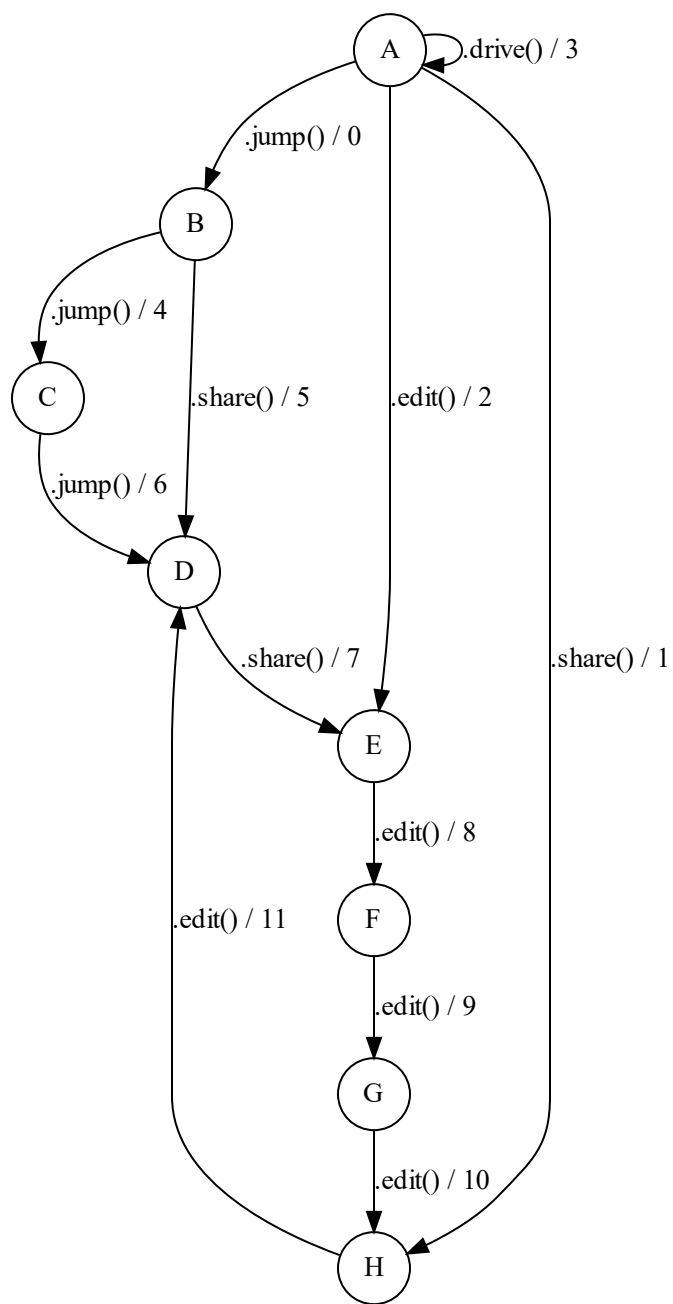 A
.drive() / 3
.jump() / 0
B
.jump() / 4
C
.share() / 5
.edit() / 2
.jump() / 6
D
.share() / 7
.share() / 1
E
.edit() / 8
.edit() / 11
F
.edit() / 9
G
.edit() / 10
H